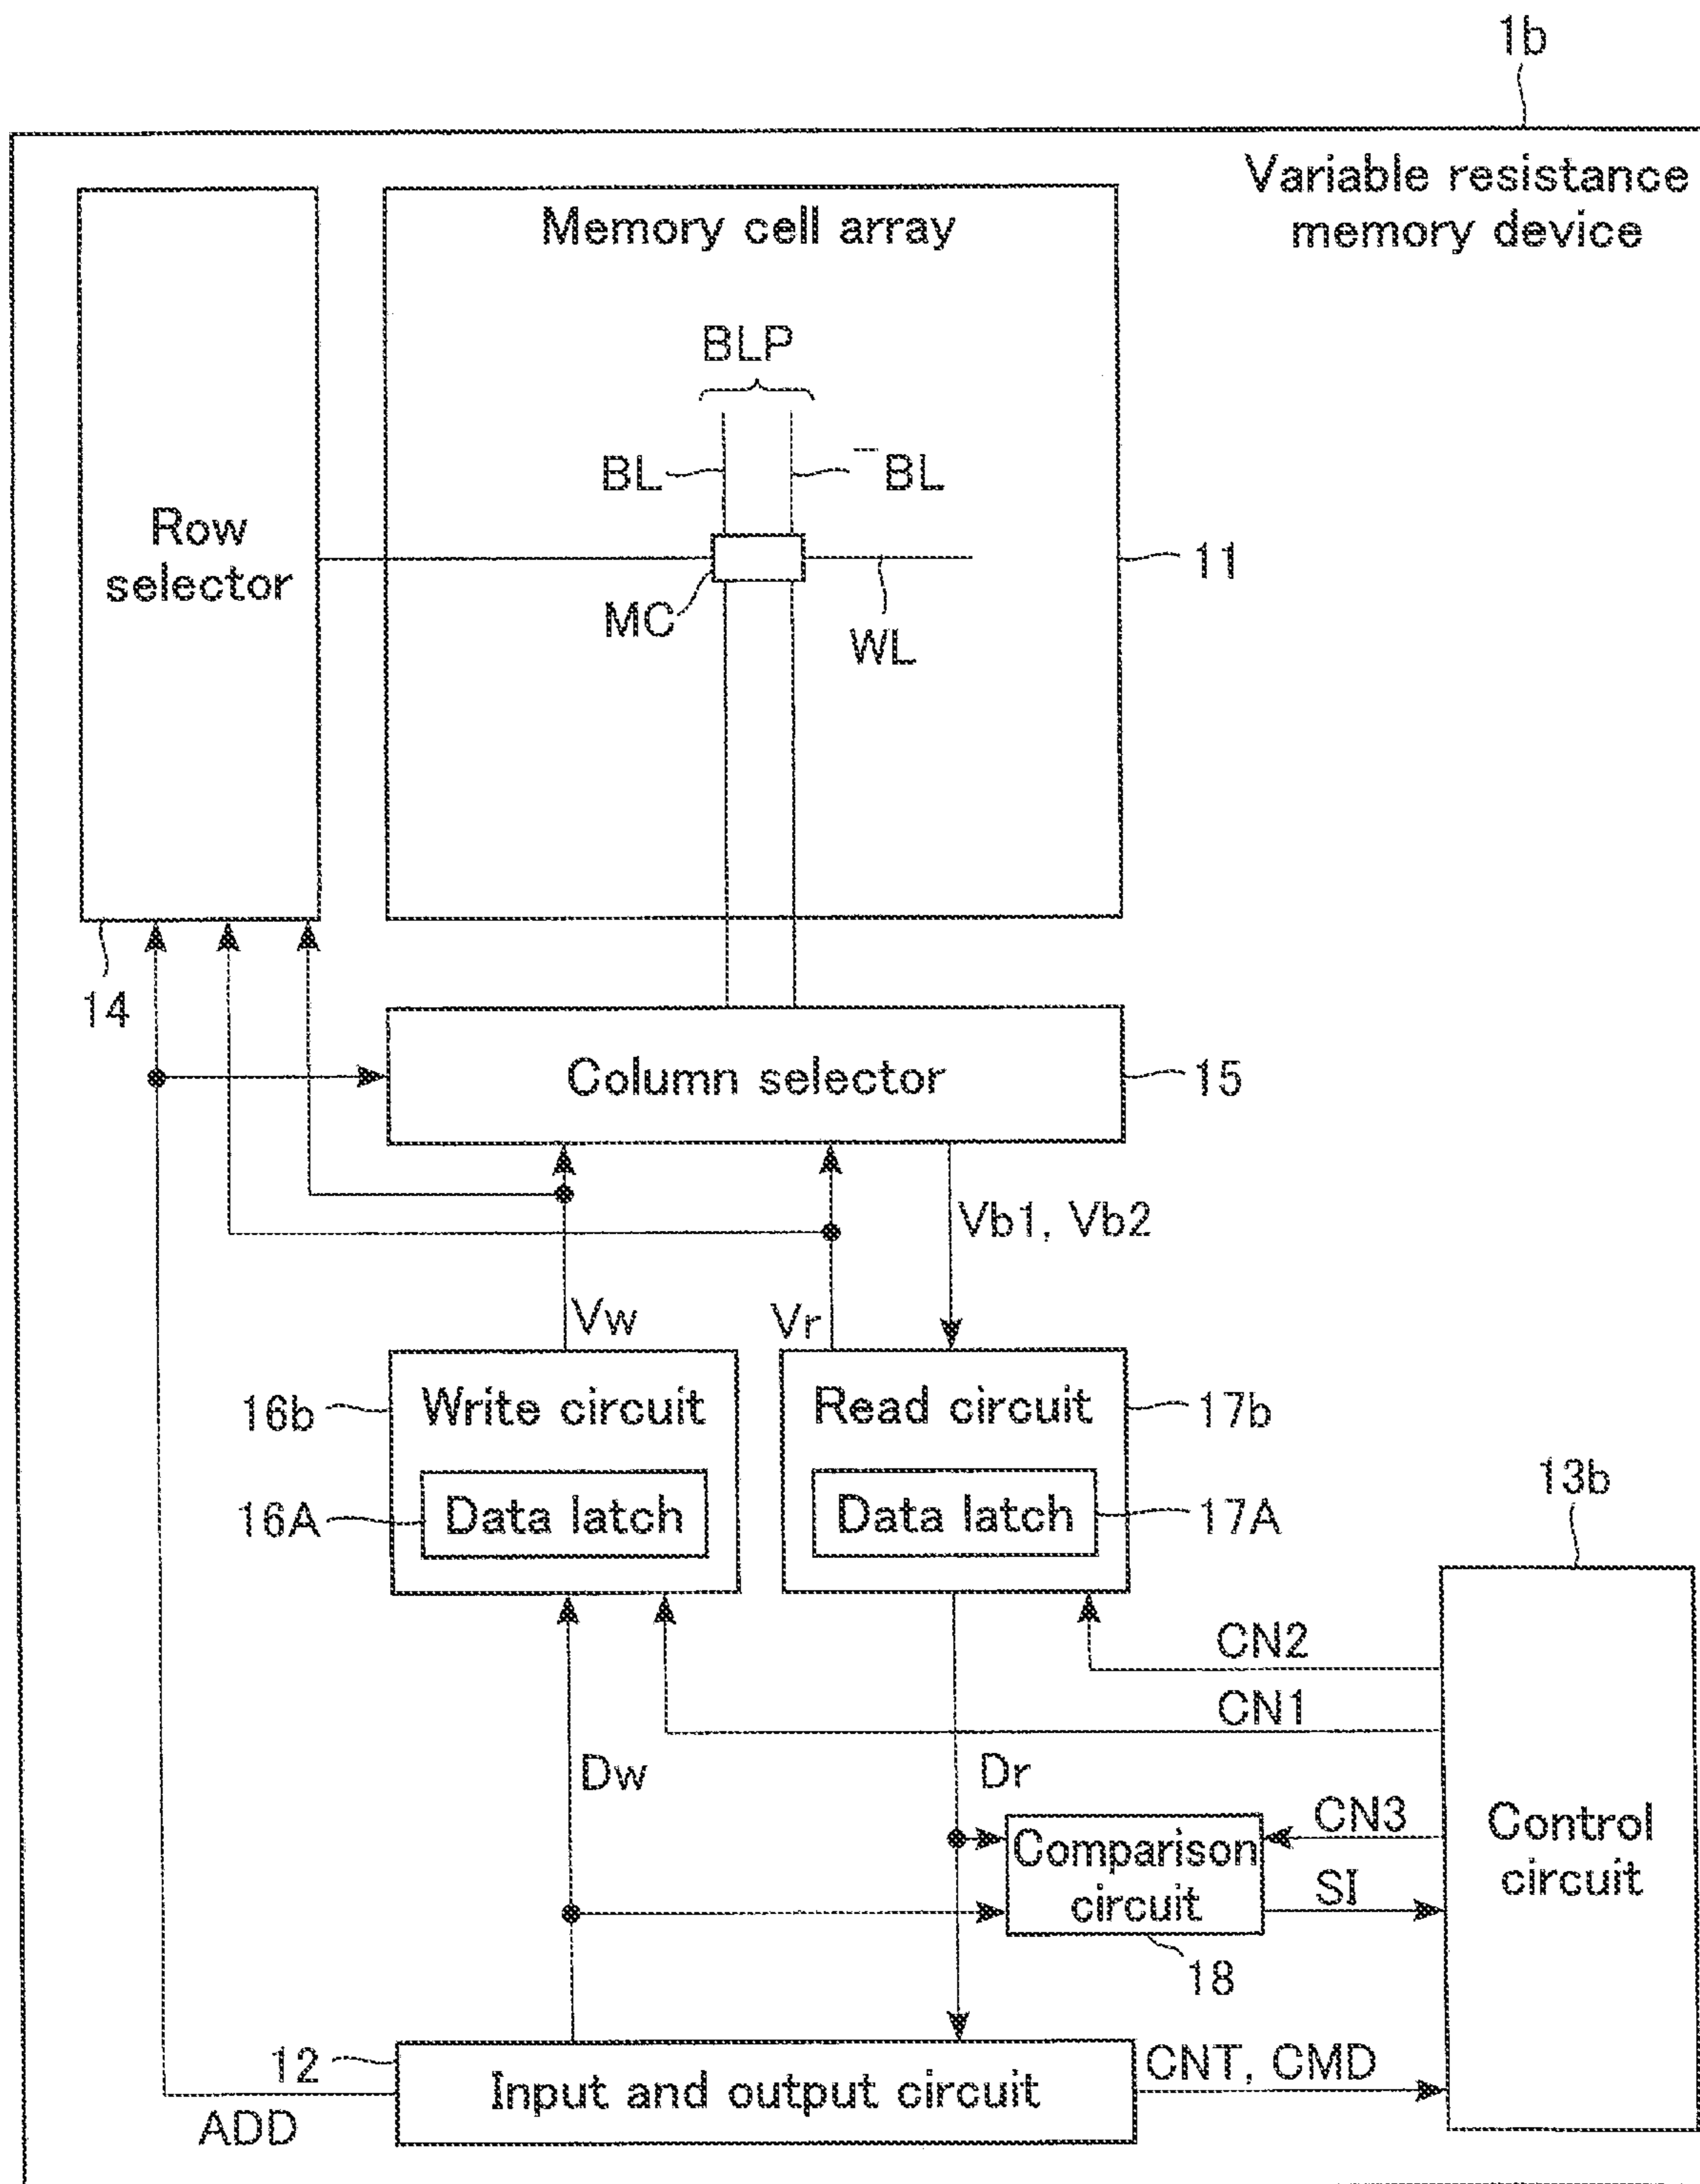 1b
Variable resistance
memory device
Memory cell array
BLP
BL
‾BL
Row
selector
11
MC
WL
14
Column selector
15
Vb1, Vb2
Vw
Vr
16b
Write circuit
Read circuit
17b
16A
Data latch
Data latch
17A
13b
CN2
CN1
Dw
Dr
CN3
Control
circuit
Comparison
circuit
SI
18
12
Input and output circuit
CNT, CMD
ADD